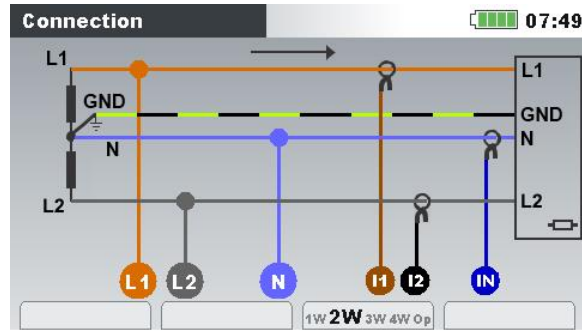 Connection 07:49
L1 L1
GND GND
N N
L2 L2
L1 L2 N I1 I2 IN
1W 2W 3W 4W Op